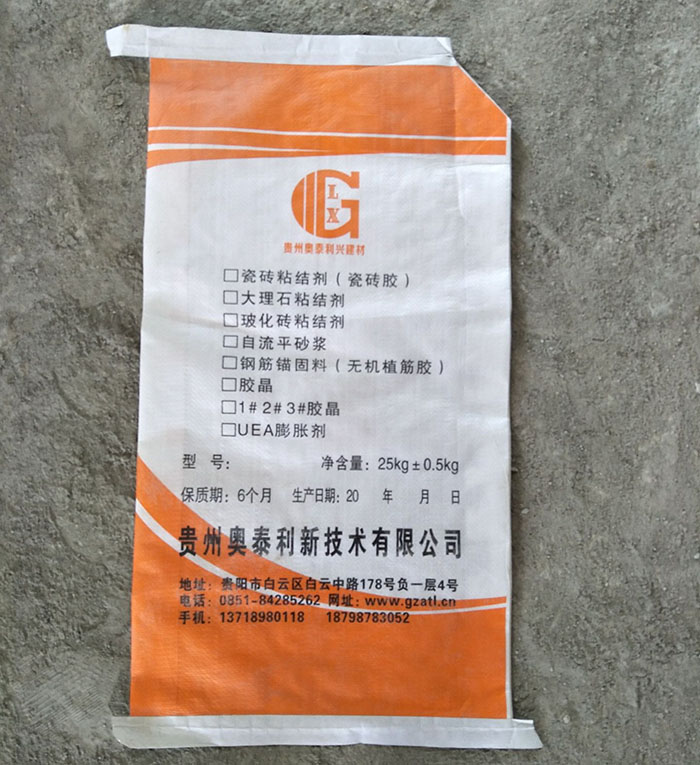 G
LX
贵州奥泰利兴建材
□瓷砖粘结剂（瓷砖胶）
□大理石粘结剂
□玻化砖粘结剂
□自流平砂浆
□钢筋锚固料（无机植筋胶）
□胶晶
□1# 2# 3#胶晶
□UEA膨胀剂
型 号： 净含量：25kg±0.5kg
保质期：6个月 生产日期：20 年 月 日
贵州奥泰利新技术有限公司
地址：贵阳市白云区白云中路178号负一层4号
电话：0851-84285262 网址：www.gzatl.cn
手机：13718980118 18798783052